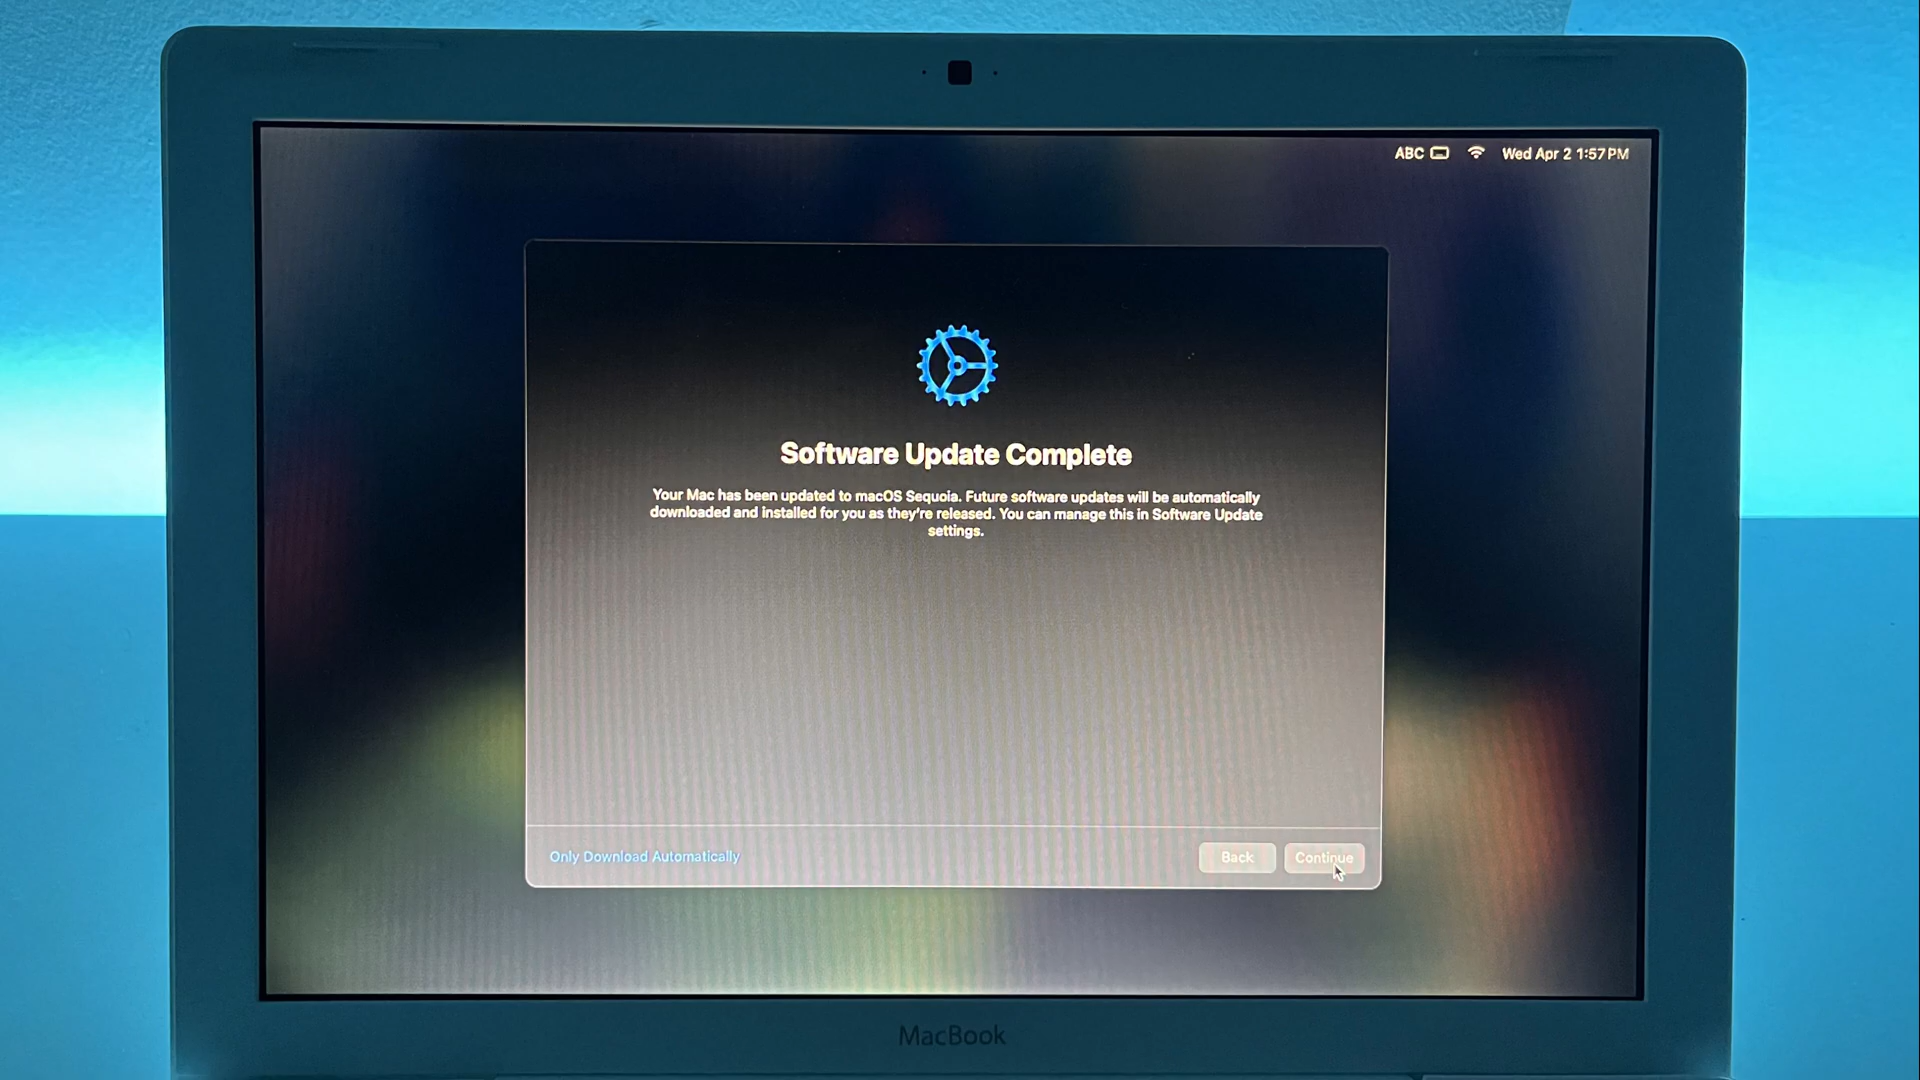 ABC Wed Apr 2 1:57 PM
Software Update Complete
Your Mac has been updated to macOS Sequoia. Future software updates will be automatically
downloaded and installed for you as they're released. You can manage this in Software Update
settings.
Only Download Automatically Back Continue
MacBook